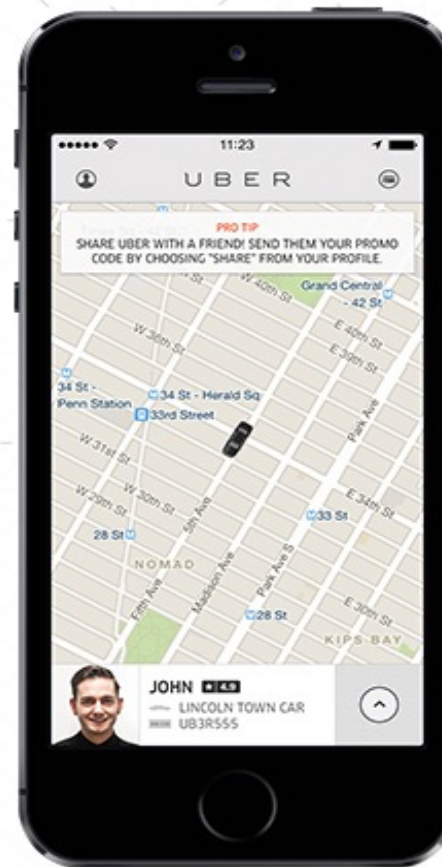 11:23
UBER
PRO TIP
SHARE UBER WITH A FRIEND! SEND THEM YOUR PROMO
CODE BY CHOOSING "SHARE" FROM YOUR PROFILE.
W 40th St
Grand Central
- 42 St
W 36th St
E 40th St
E 39th St
34 St -
Penn Station
34 St - Herald Sq
33rd Street
Park Ave
W 31st St
W 29th St
W 30th St
5th Ave
E 34th St
33 St
28 St
NOMAD
Fifth Ave
Madison Ave
Park Ave S
28 St
E 30th St
KIPS BAY
JOHN 4.9
LINCOLN TOWN CAR
UB3R555